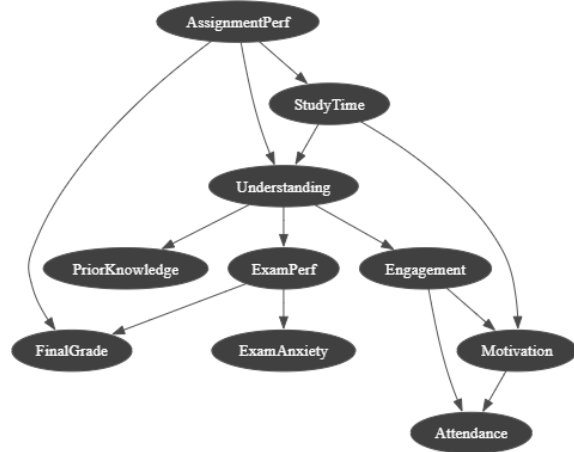 AssignmentPerf
StudyTime
Understanding
PriorKnowledge
ExamPerf
Engagement
FinalGrade
ExamAnxiety
Motivation
Attendance